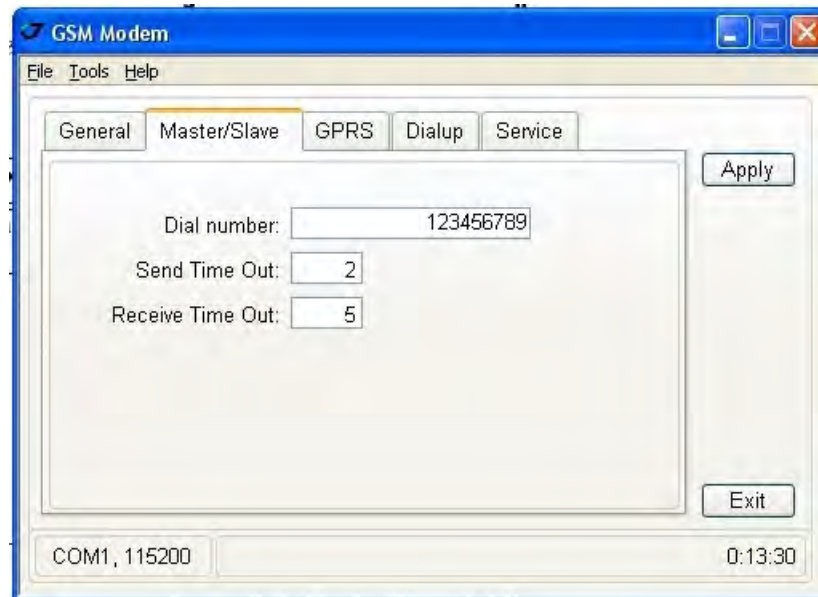 GSM Modem
File Tools Help
General Master/Slave GPRS Dialup Service
Apply
Dial number: 123456789
Send Time Out: 2
Receive Time Out: 5
Exit
COM1, 115200 0:13:30